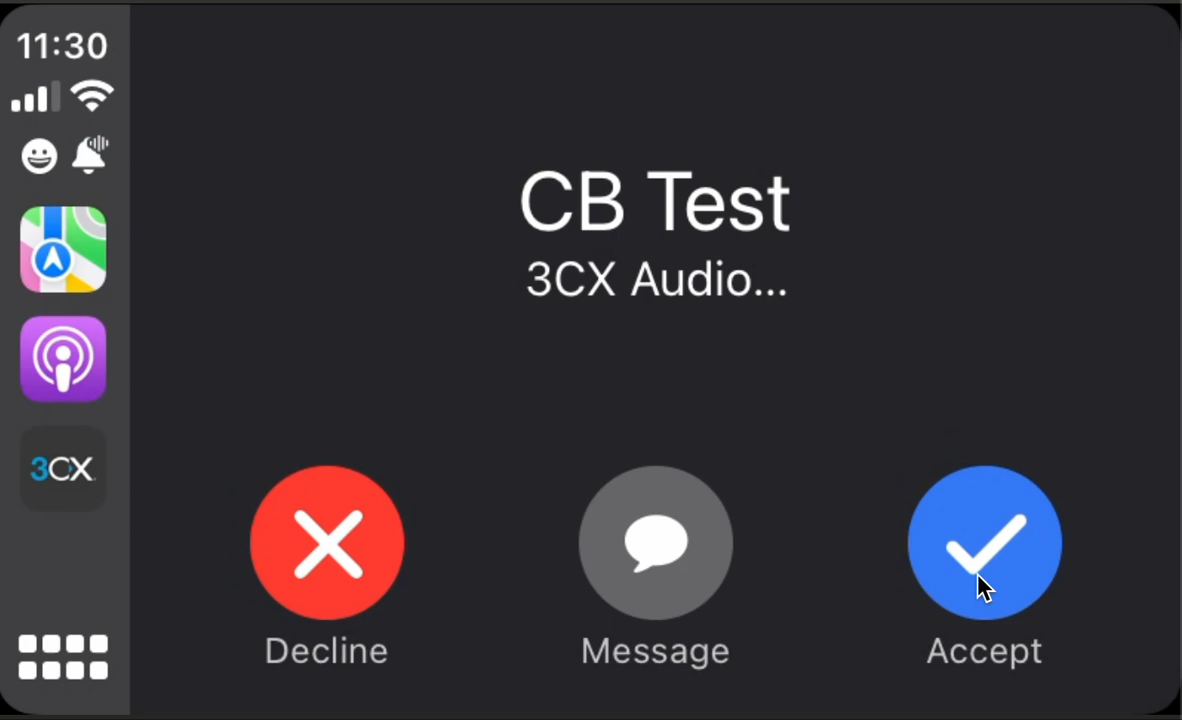 11:30
3CX
CB Test
3CX Audio...
Decline
Message
Accept